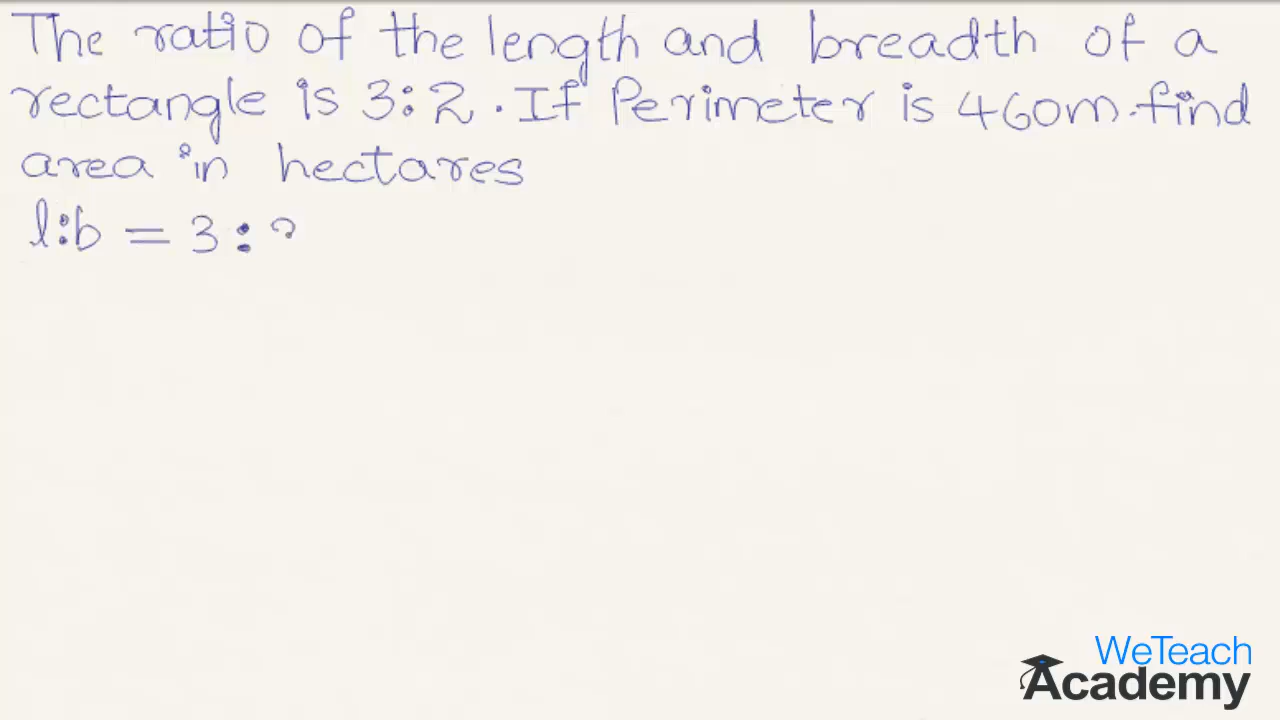 The ratio of the length and breadth of a
rectangle is 3:2. If Perimeter is 460m. find
area in hectares
l:b = 3:
WeTeach
Academy